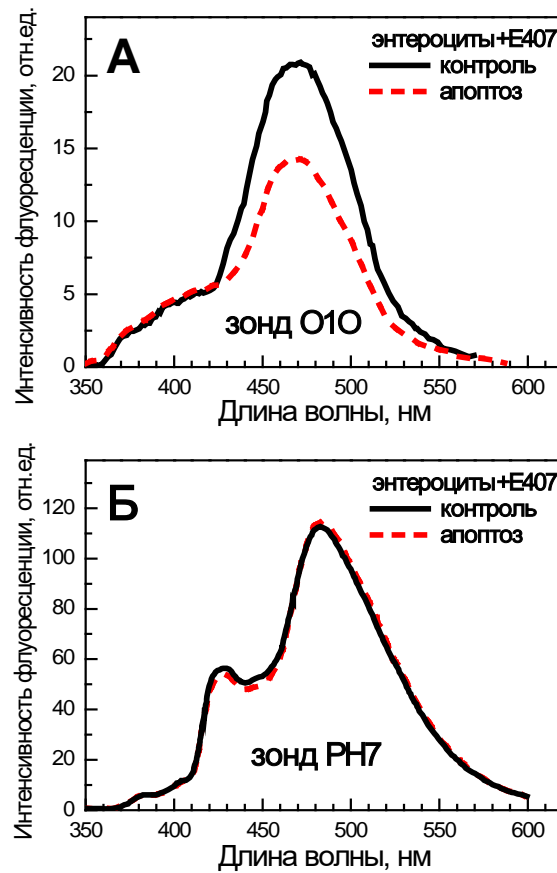 Интенсивность флуоресценции, отн.ед.
А
энтероциты+Е407
контроль
апоптоз
20
15
10
5
0
зонд О1О
350 400 450 500 550 600
Длина волны, нм
Интенсивность флуоресценции, отн.ед.
Б
энтероциты+Е407
контроль
апоптоз
120
100
80
60
40
20
0
зонд РН7
350 400 450 500 550 600
Длина волны, нм